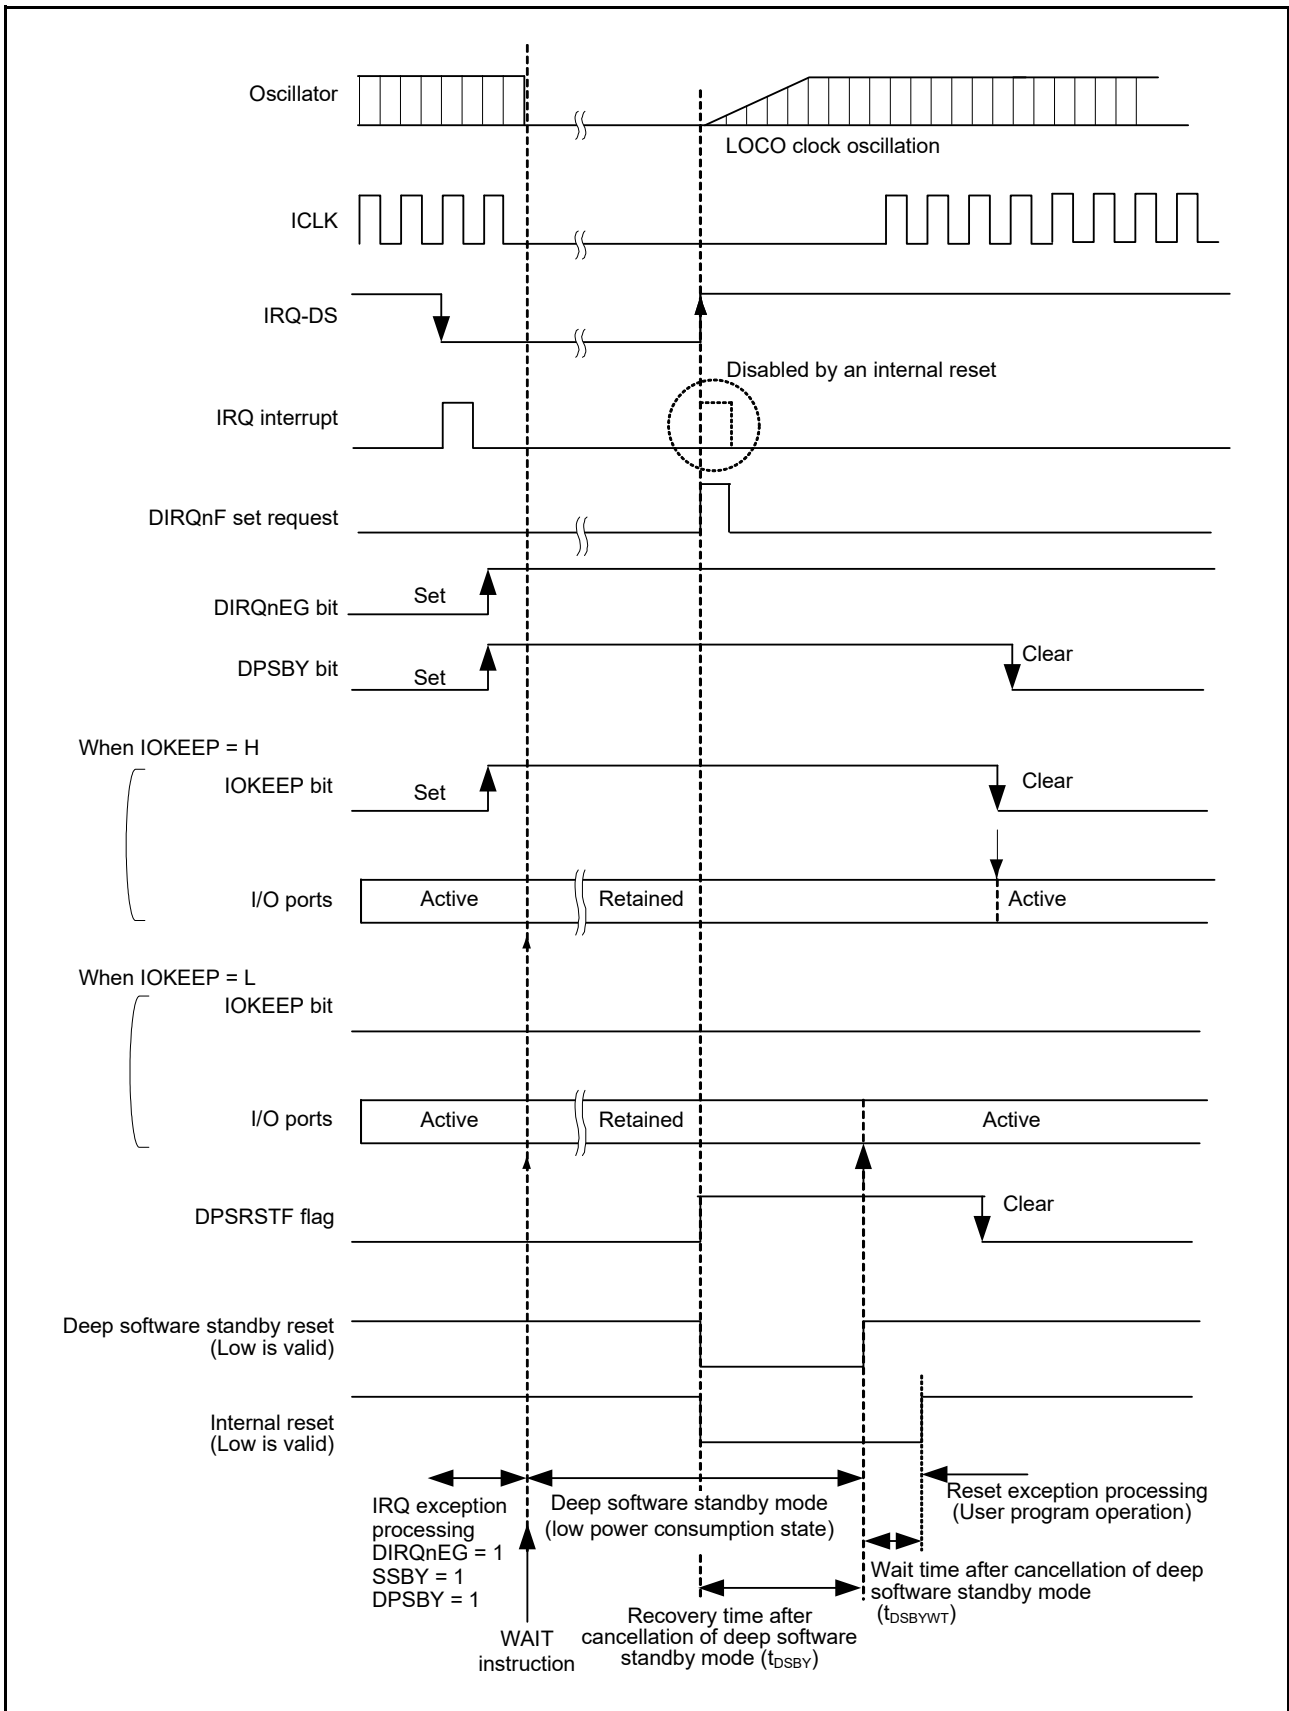 Oscillator
LOCO clock oscillation
ICLK
IRQ-DS
Disabled by an internal reset
IRQ interrupt
DIRQnF set request
DIRQnEG bit
Set
DPSBY bit
Set
Clear
When IOKEEP = H
IOKEEP bit
Set
Clear
I/O ports
Active
Retained
Active
When IOKEEP = L
IOKEEP bit
I/O ports
Active
Retained
Active
DPSRSTF flag
Clear
Deep software standby reset
(Low is valid)
Internal reset
(Low is valid)
IRQ exception
processing
DIRQnEG = 1
SSBY = 1
DPSBY = 1
Deep software standby mode
(low power consumption state)
Reset exception processing
(User program operation)
Wait time after cancellation of deep
software standby mode
(tDSBYWT)
Recovery time after
cancellation of deep software
standby mode (tDSBY)
WAIT
instruction